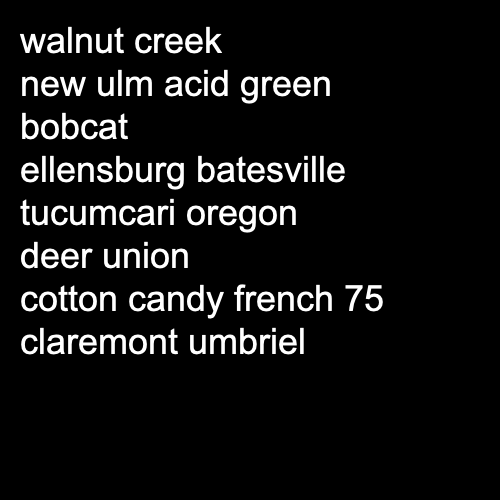 walnut creek
new ulm acid green
bobcat
ellensburg batesville
tucumcari oregon
deer union
cotton candy french 75
claremont umbriel